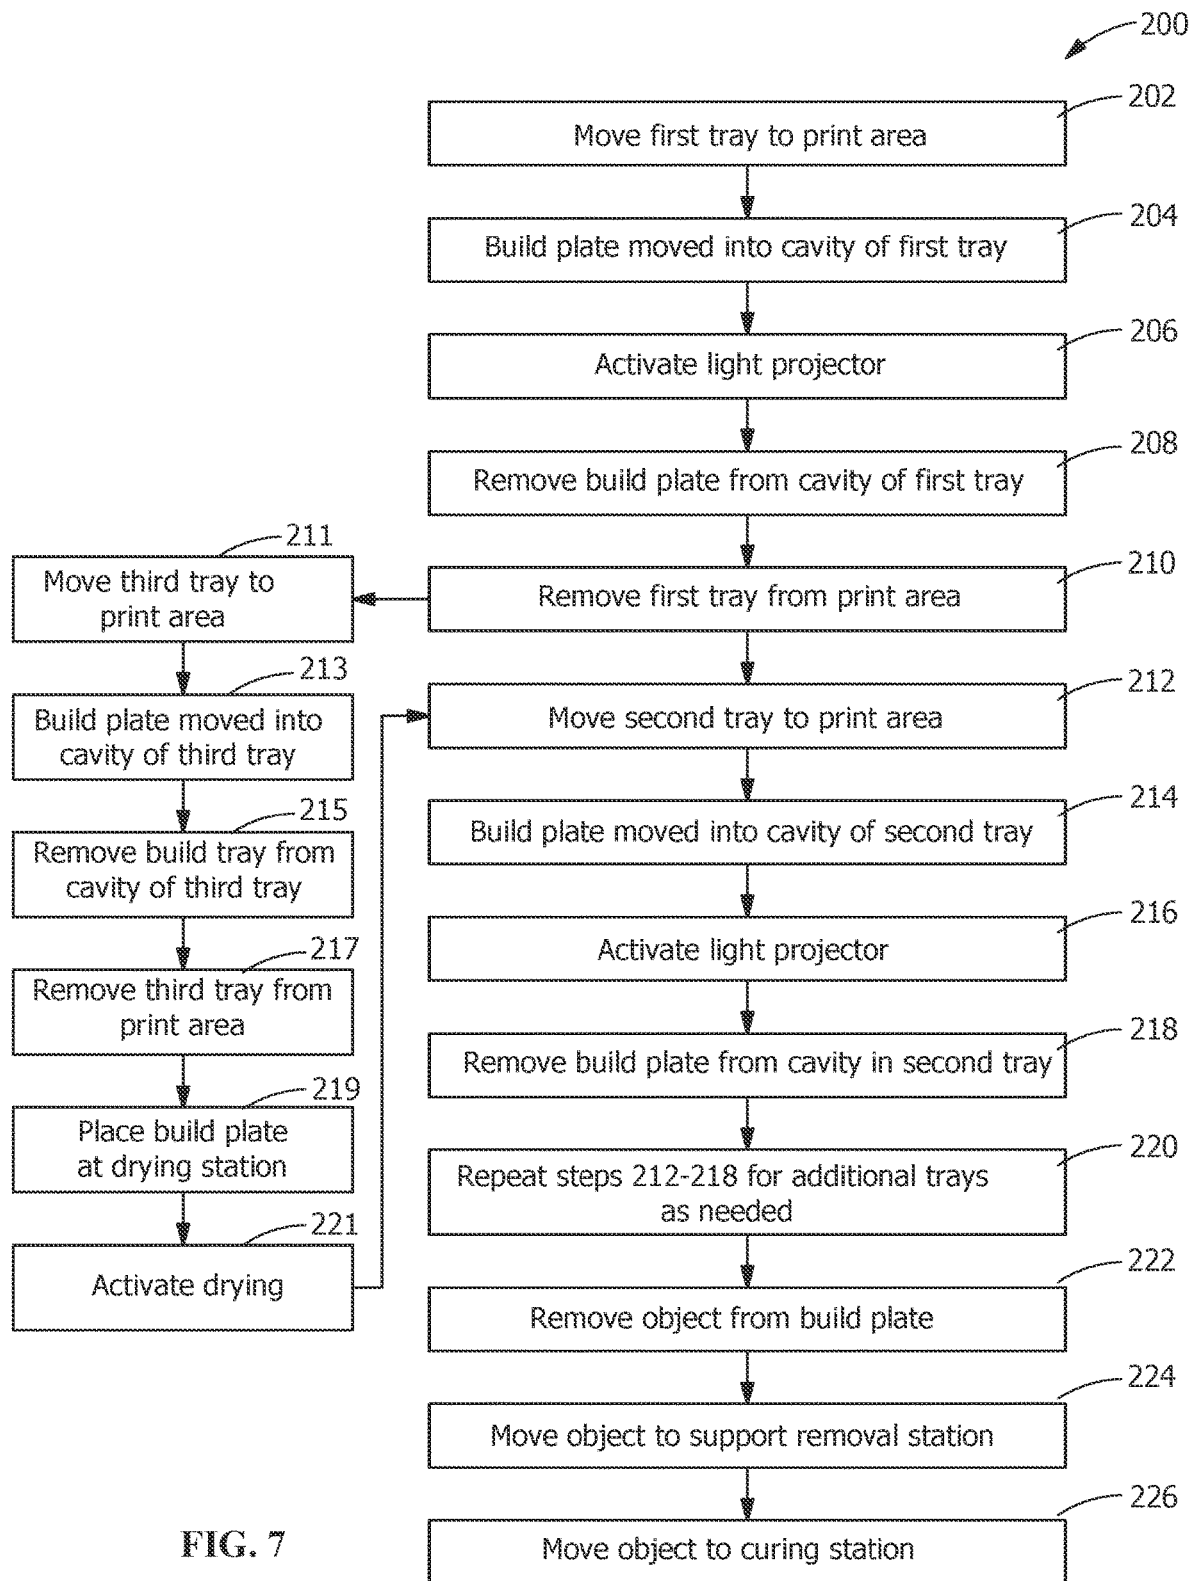 200
202
Move first tray to print area
204
Build plate moved into cavity of first tray
206
Activate light projector
208
Remove build plate from cavity of first tray
210
Remove first tray from print area
211
Move third tray to
print area
213
Build plate moved into
cavity of third tray
215
Remove build tray from
cavity of third tray
217
Remove third tray from
print area
219
Place build plate
at drying station
221
Activate drying
212
Move second tray to print area
214
Build plate moved into cavity of second tray
216
Activate light projector
218
Remove build plate from cavity in second tray
220
Repeat steps 212-218 for additional trays
as needed
222
Remove object from build plate
224
Move object to support removal station
226
Move object to curing station
FIG. 7